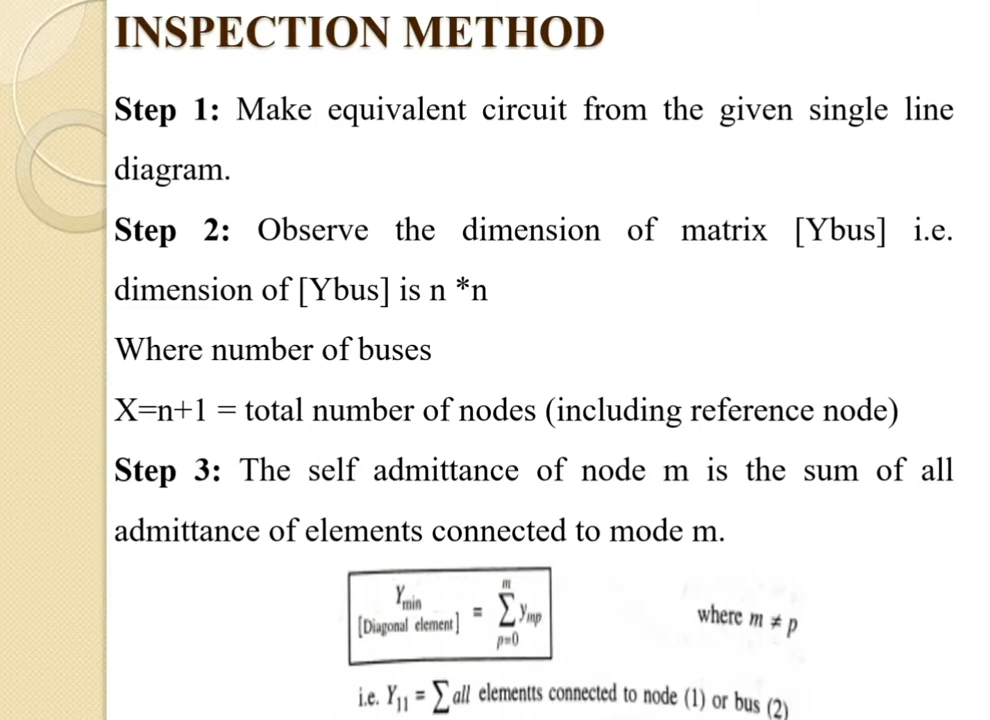 INSPECTION METHOD
Step 1: Make equivalent circuit from the given single line
diagram.
Step 2: Observe the dimension of matrix [Ybus] i.e.
dimension of [Ybus] is n *n
Where number of buses
X=n+1 = total number of nodes (including reference node)
Step 3: The self admittance of node m is the sum of all
admittance of elements connected to mode m.
Ymin [Diagonal element] = m ∑ p=0 ymp where m ≠ p
i.e. Y11 = ∑ all elementts connected to node (1) or bus (2)